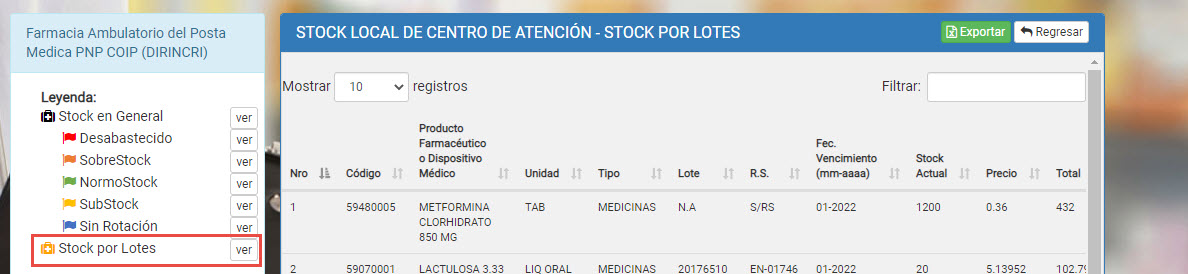 Farmacia Ambulatorio del Posta
Medica PNP COIP (DIRINCRI)
Leyenda:
Stock en General ver
Desabastecido ver
SobreStock ver
NormoStock ver
SubStock ver
Sin Rotación ver
Stock por Lotes ver
STOCK LOCAL DE CENTRO DE ATENCIÓN - STOCK POR LOTES Exportar Regresar
Mostrar 10 registros Filtrar:
Nro Código Producto Farmacéutico o Dispositivo Médico Unidad Tipo Lote R.S. Fec. Vencimiento (mm-aaaa) Stock Actual Precio Total
1 59480005 METFORMINA CLORHIDRATO 850 MG TAB MEDICINAS N.A S/RS 01-2022 1200 0.36 432
2 59070001 LACTULOSA 3.33 LIQ ORAL MEDICINAS 20176510 EN-01746 01-2022 20 5.13952 102.79